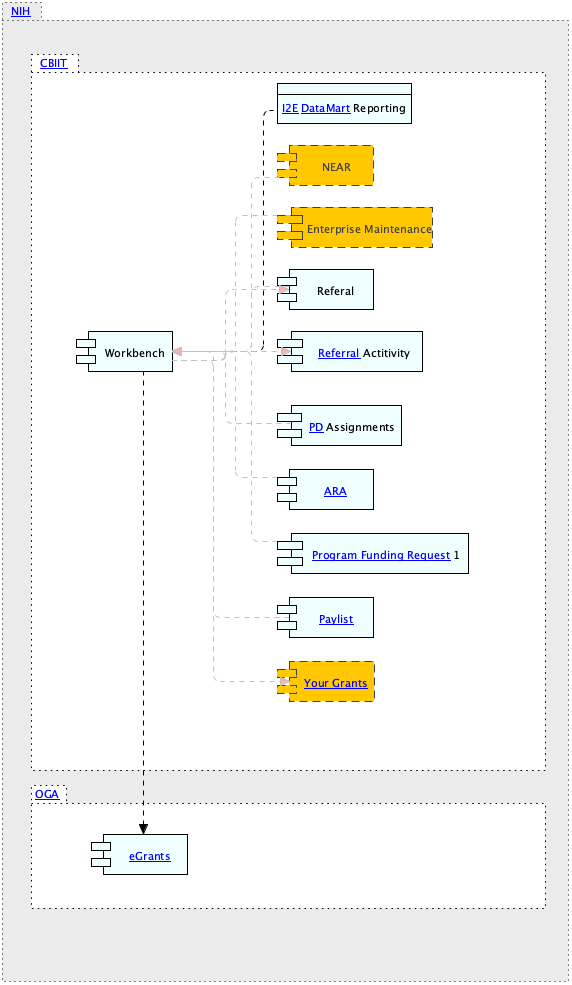 NIH
CBIIT
I2E DataMart Reporting
NEAR
Enterprise Maintenance
Referal
Workbench
Referral Actitivity
PD Assignments
ARA
Program Funding Request 1
Paylist
Your Grants
OGA
eGrants